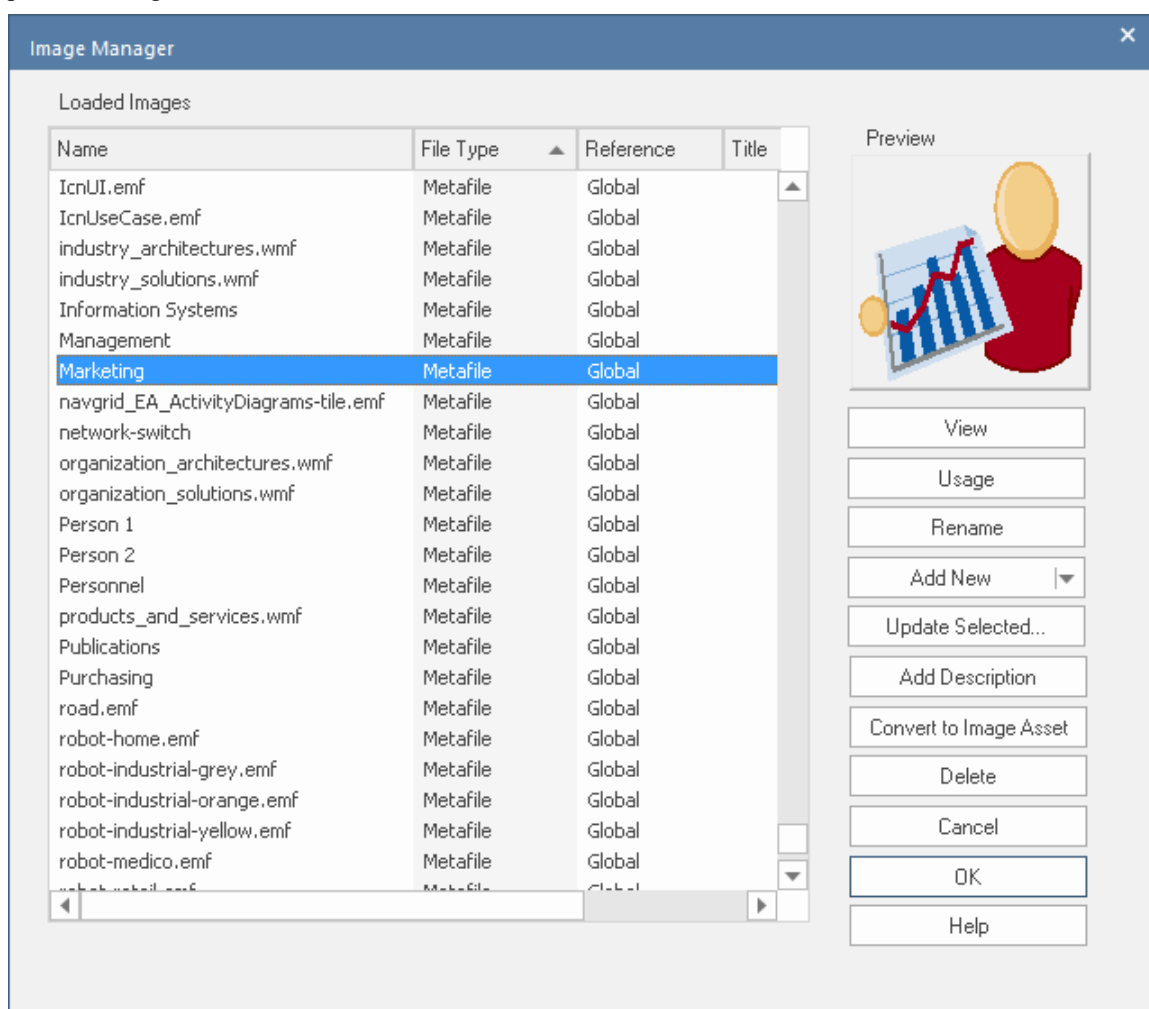 Image Manager
Loaded Images
Name File Type Reference Title
IcnUI.emf Metafile Global
IcnUseCase.emf Metafile Global
industry_architectures.wmf Metafile Global
industry_solutions.wmf Metafile Global
Information Systems Metafile Global
Management Metafile Global
Marketing Metafile Global
navgrid_EA_ActivityDiagrams-tile.emf Metafile Global
network-switch Metafile Global
organization_architectures.wmf Metafile Global
organization_solutions.wmf Metafile Global
Person 1 Metafile Global
Person 2 Metafile Global
Personnel Metafile Global
products_and_services.wmf Metafile Global
Publications Metafile Global
Purchasing Metafile Global
road.emf Metafile Global
robot-home.emf Metafile Global
robot-industrial-grey.emf Metafile Global
robot-industrial-orange.emf Metafile Global
robot-industrial-yellow.emf Metafile Global
robot-medico.emf Metafile Global
Preview
View
Usage
Rename
Add New
Update Selected...
Add Description
Convert to Image Asset
Delete
Cancel
OK
Help